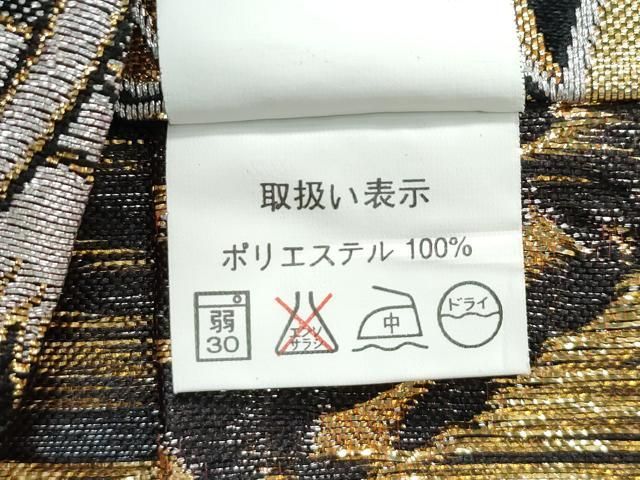 取扱い表示
ポリエステル 100%
弱
30
エンソ
サラシ
中
ドライ